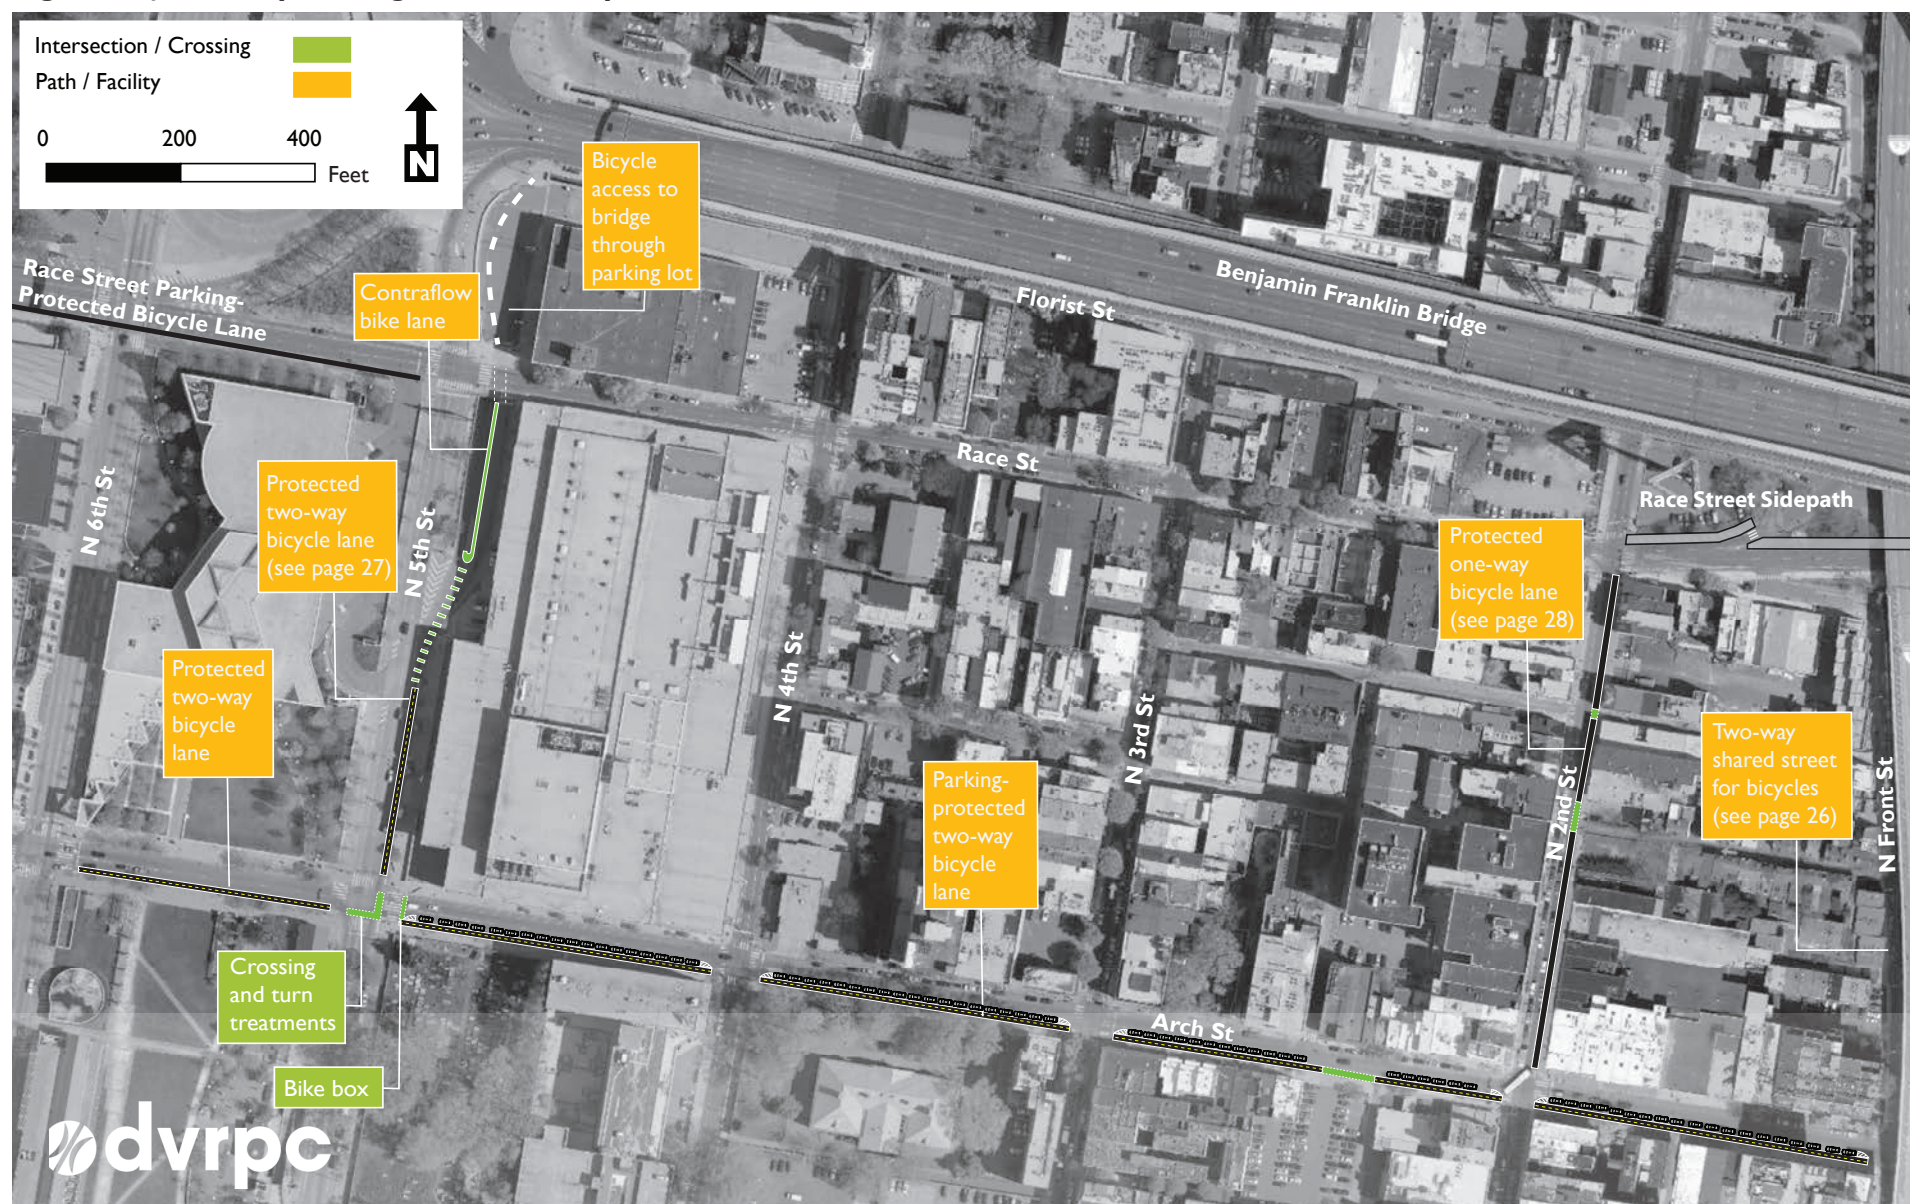 Intersection / Crossing
Path / Facility
0 200 400
Feet
N
Bicycle
access to
bridge
through
parking lot
Race Street Parking-
Protected Bicycle Lane
Contraflow
bike lane
Florist St
Benjamin Franklin Bridge
Race St
N 6th St
Protected
two-way
bicycle lane
(see page 27)
N 5th St
Race Street Sidepath
Protected
one-way
bicycle lane
(see page 28)
Protected
two-way
bicycle
lane
N 4th St
N 3rd St
Parking-
protected
two-way
bicycle
lane
N 2nd St
Two-way
shared street
for bicycles
(see page 26)
N Front St
Crossing
and turn
treatments
Arch St
Bike box
dvrpc